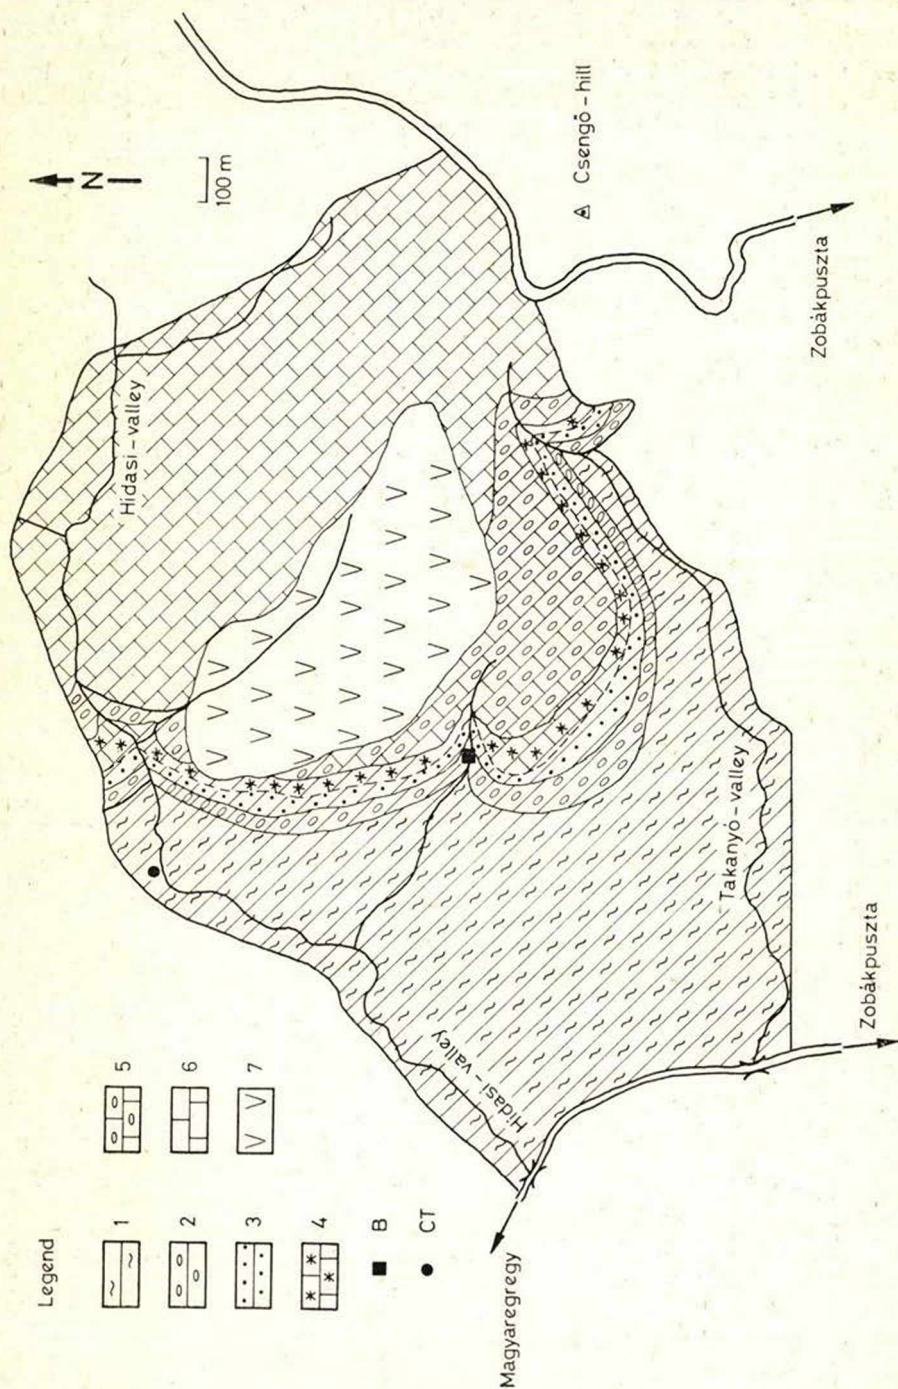 N
100 m
Csengő - hill
Zobákpuszta
Hidasi - valley
Hidasi - valley
Takanyó - valley
Zobákpuszta
Magyaregregy
Legend
1
2
3
4
B
CT
5
6
7